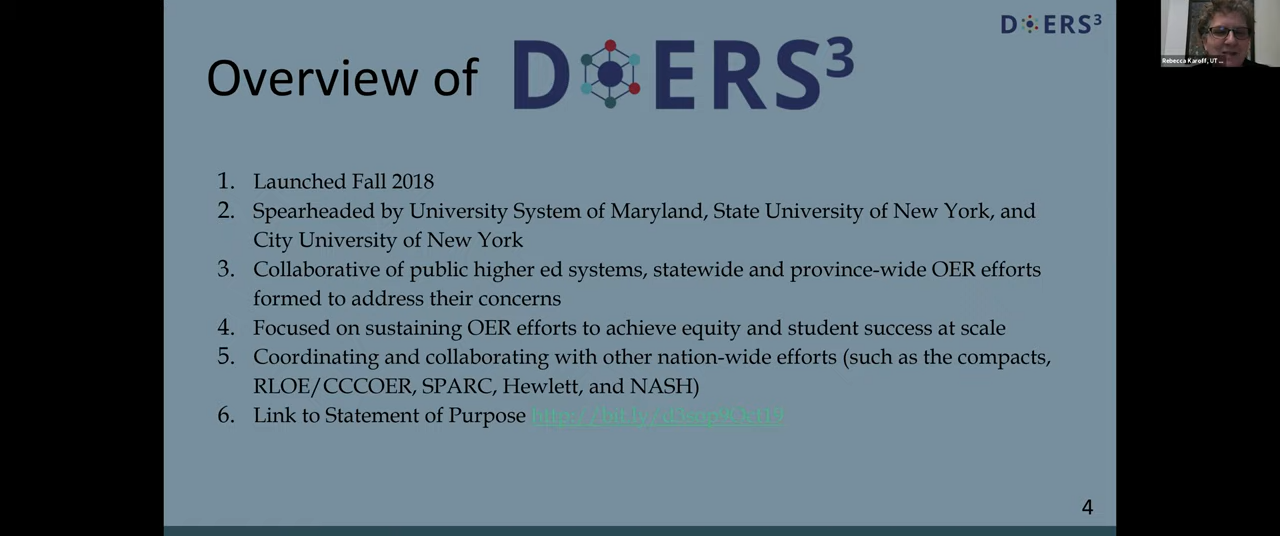 DOERS³
Rebecca Karoff, UT ...
Overview of DOERS³
1. Launched Fall 2018
2. Spearheaded by University System of Maryland, State University of New York, and
City University of New York
3. Collaborative of public higher ed systems, statewide and province-wide OER efforts
formed to address their concerns
4. Focused on sustaining OER efforts to achieve equity and student success at scale
5. Coordinating and collaborating with other nation-wide efforts (such as the compacts,
RLOE/CCCOER, SPARC, Hewlett, and NASH)
6. Link to Statement of Purpose
4